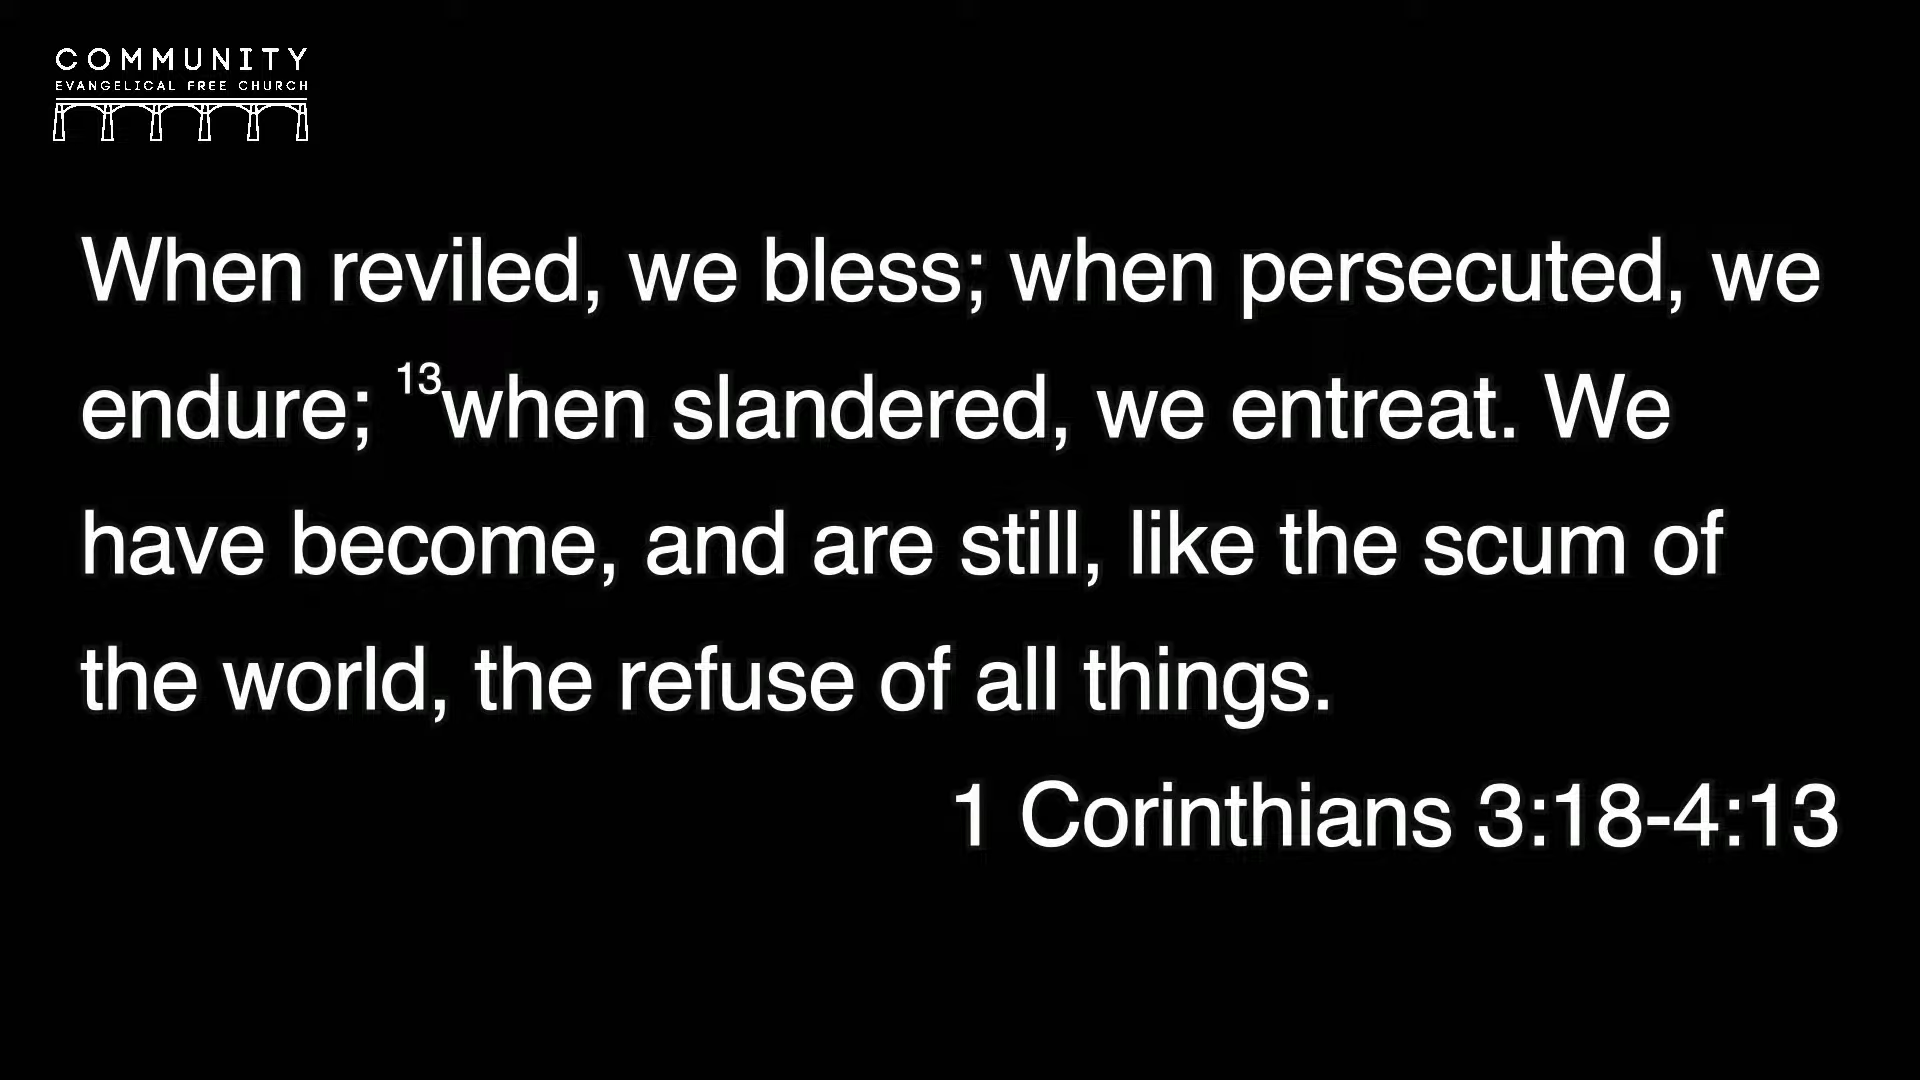 COMMUNITY
EVANGELICAL FREE CHURCH
When reviled, we bless; when persecuted, we
endure; 13when slandered, we entreat. We
have become, and are still, like the scum of
the world, the refuse of all things.
1 Corinthians 3:18-4:13